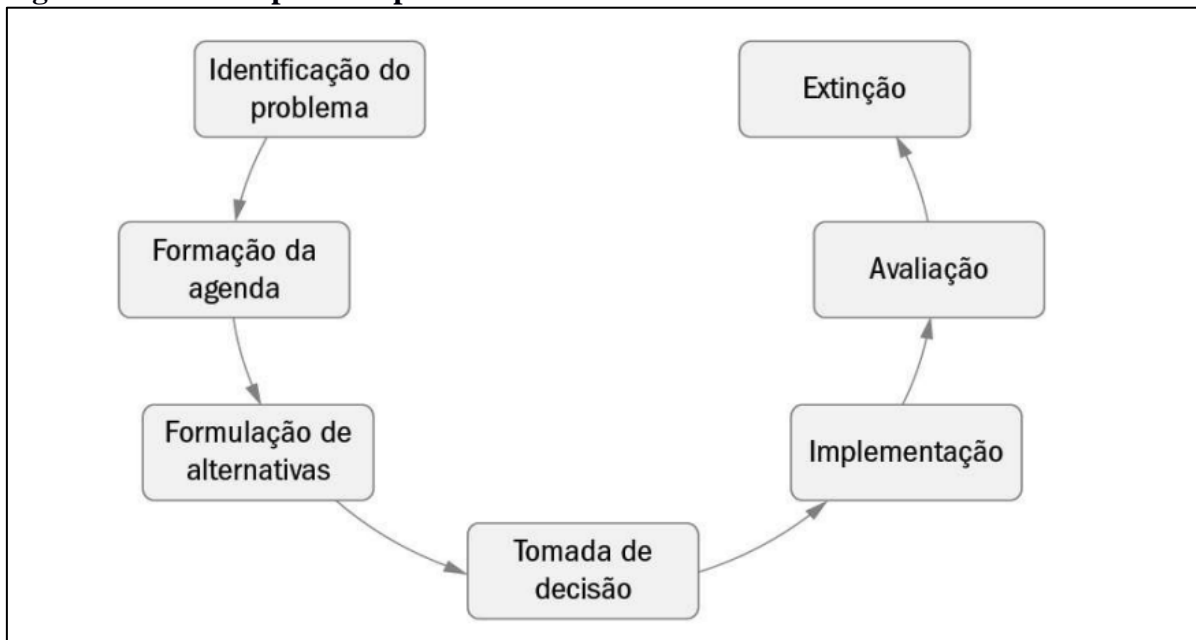 Identificação do
problema
Formação da
agenda
Formulação de
alternativas
Tomada de
decisão
Implementação
Avaliação
Extinção